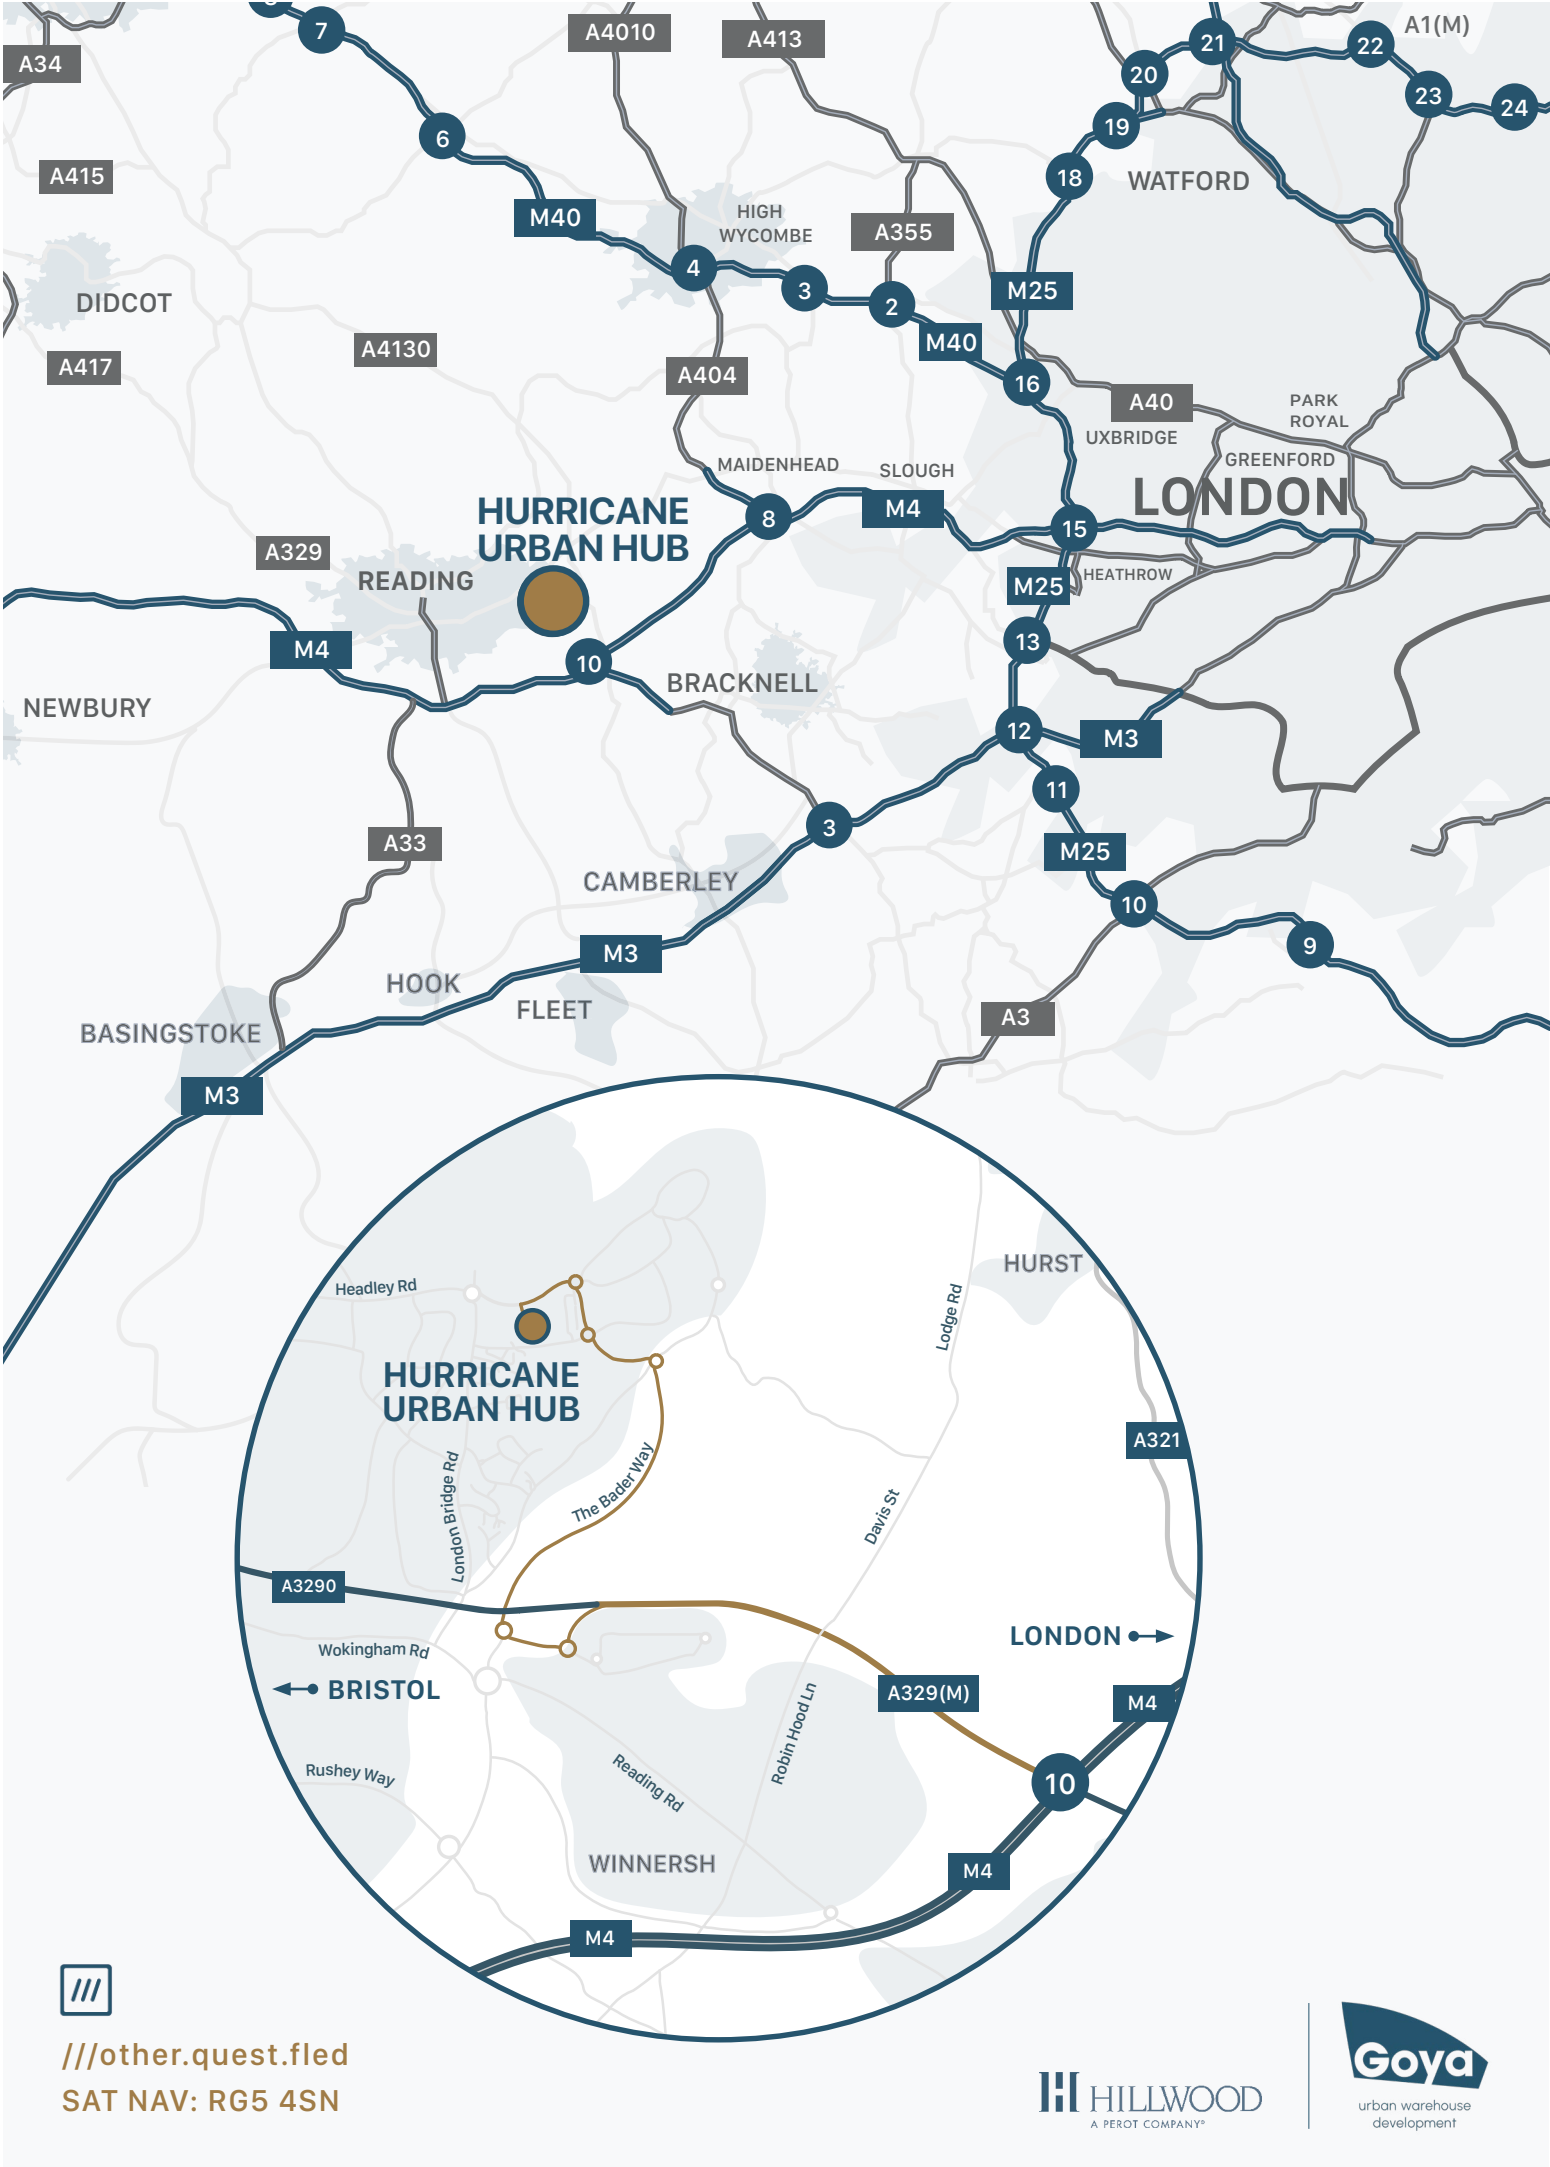 7
A4010
A413
21
22
A1(M)
A34
20
23
24
6
19
A415
18
WATFORD
M40
HIGH
WYCOMBE
A355
4
3
2
M25
DIDCOT
A417
A4130
A404
M40
16
A40
PARK
ROYAL
UXBRIDGE
GREENFORD
MAIDENHEAD
SLOUGH
LONDON
HURRICANE
URBAN HUB
8
M4
15
A329
READING
HEATHROW
M25
M4
10
13
BRACKNELL
NEWBURY
12
M3
11
3
A33
M25
CAMBERLEY
10
M3
9
HOOK
FLEET
A3
BASINGSTOKE
M3
HURST
Headley Rd
Lodge Rd
HURRICANE
URBAN HUB
A321
London Bridge Rd
The Bader Way
Davis St
A3290
Wokingham Rd
LONDON
BRISTOL
A329(M)
M4
Robin Hood Ln
Rushey Way
Reading Rd
10
WINNERSH
M4
M4
///
///other.quest.fled
SAT NAV: RG5 4SN
HILLWOOD
A PEROT COMPANY®
Goya
urban warehouse
development